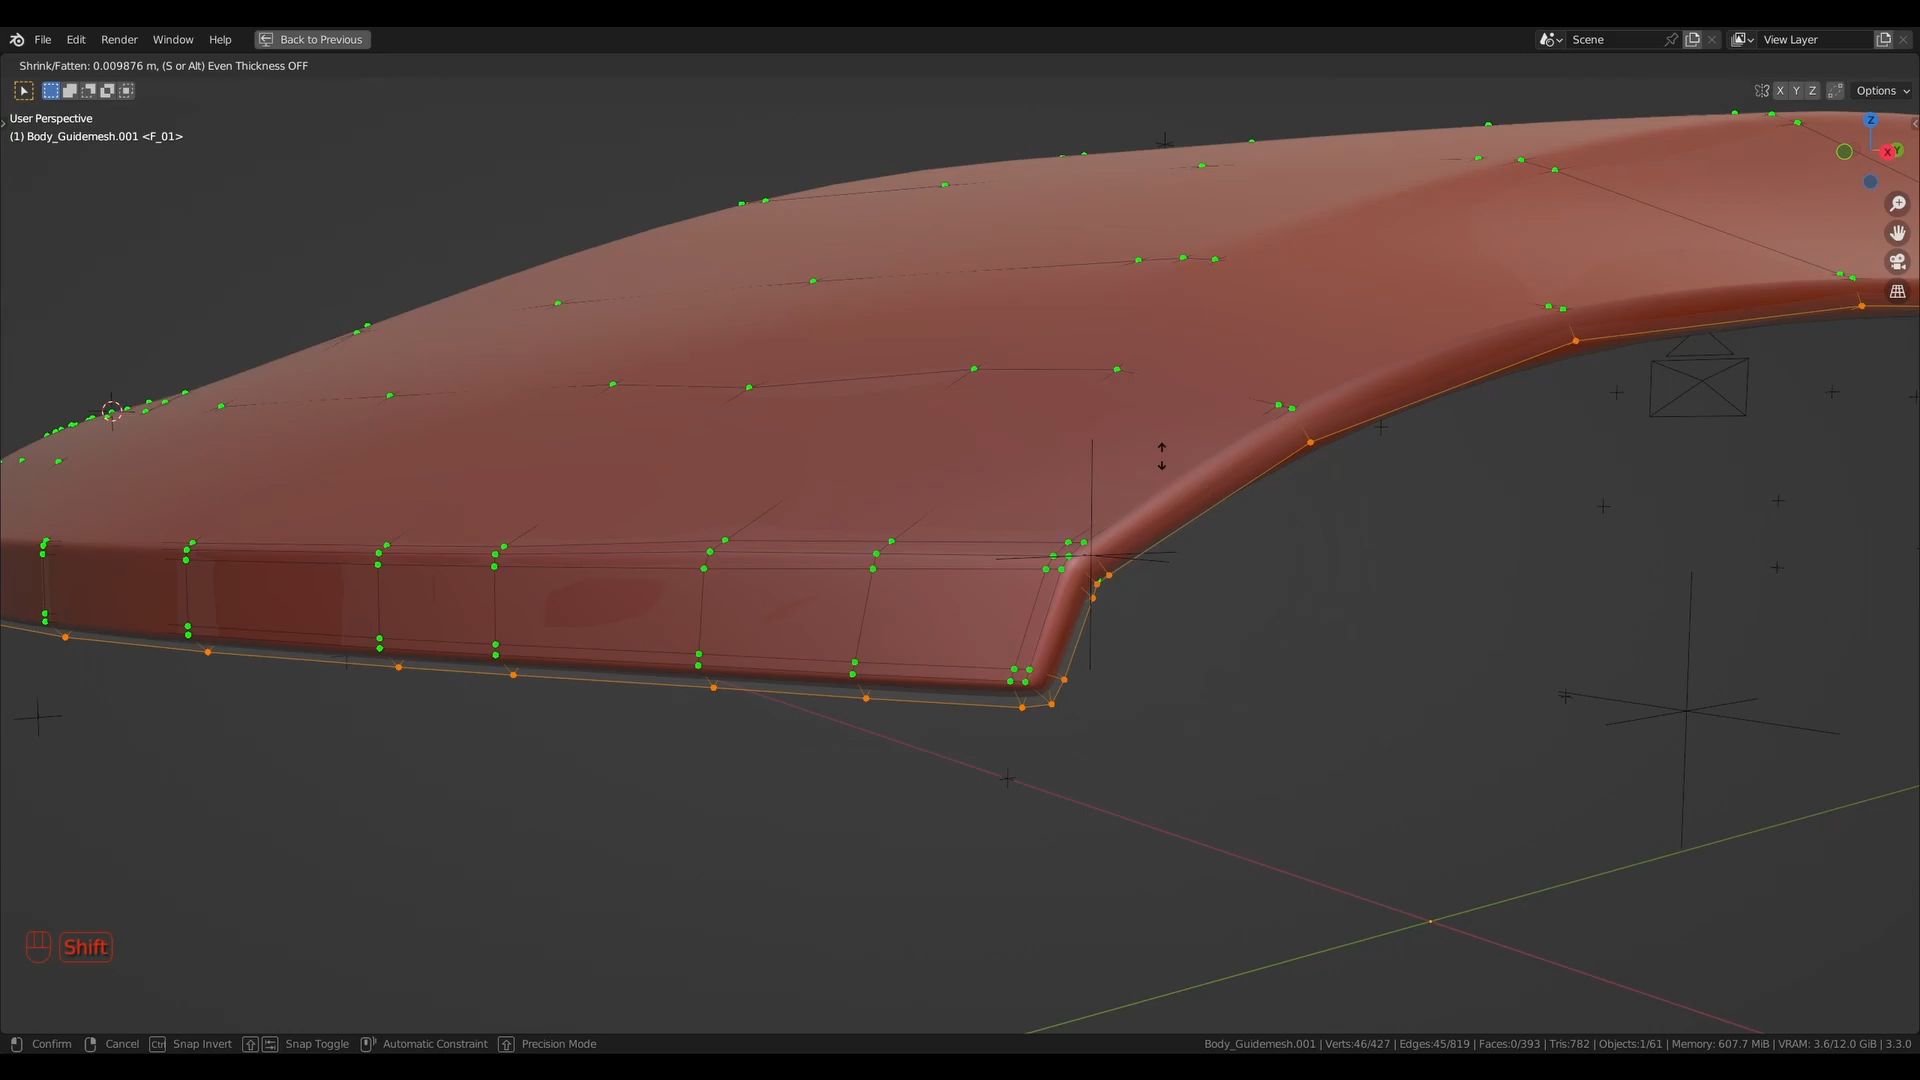 File Edit Render Window Help Back to Previous
Scene View Layer
Shrink/Fatten: 0.009876 m, (S or Alt) Even Thickness OFF
X Y Z Options
User Perspective
(1) Body_Guidemesh.001 <F_01>
Z
X Y
Shift
Confirm Cancel Ctrl Snap Invert Snap Toggle Automatic Constraint Precision Mode
Body_Guidemesh.001 | Verts:46/427 | Edges:45/819 | Faces:0/393 | Tris:782 | Objects:1/61 | Memory: 607.7 MiB | VRAM: 3.6/12.0 GiB | 3.3.0